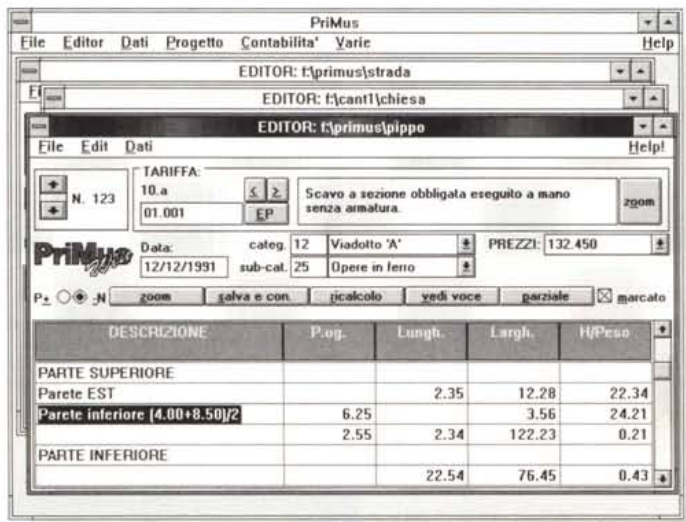 PriMus
File Editor Dati Progetto Contabilita' Varie Help
EDITOR: f:\primus\strada
EDITOR: f:\cant1\chiesa
EDITOR: f:\primus\pippo
File Edit Dati Help!
TARIFFA:
N. 123 10.a < > Scavo a sezione obbligata eseguito a mano
senza armatura. zoom
01.001 EP
PriMus
Data: categ. 12 Viadotto 'A' PREZZI: 132.450
12/12/1991 sub-cat. 25 Opere in ferro
P+ -N zoom salva e con. ricalcolo vedi voce parziale marcato
DESCRIZIONE P.ug. Lungh. Largh. H/Peso
PARTE SUPERIORE
Parete EST 2.35 12.28 22.34
Parete inferiore (4.00+8.50)/2 6.25 3.56 24.21
2.55 2.34 122.23 0.21
PARTE INFERIORE
22.54 76.45 0.43